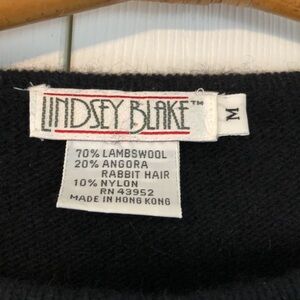 LINDSEY BLAKE™
M
70% LAMBSWOOL
20% ANGORA
RABBIT HAIR
10% NYLON
RN 43952
MADE IN HONG KONG